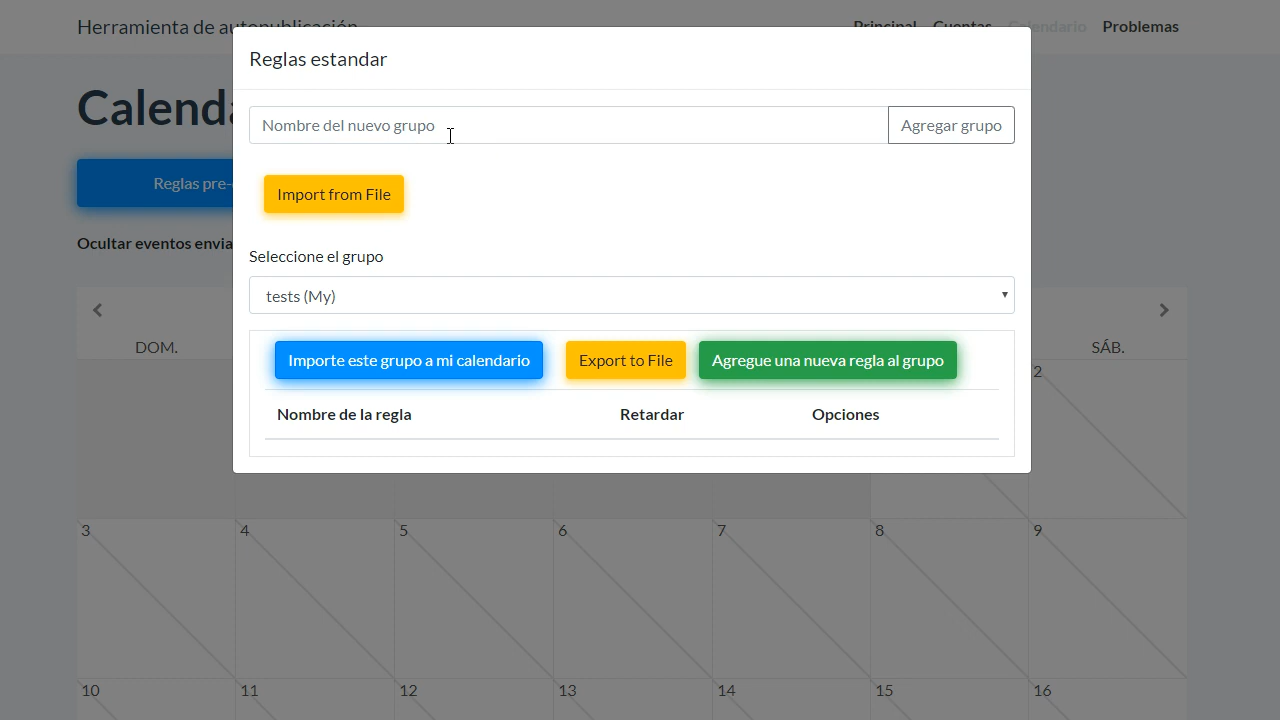 Herramienta de autopublicación
Principal Cuentas Calendario Problemas
Reglas estandar
Calenda
Nombre del nuevo grupo
Agregar grupo
Reglas pre-
Import from File
Ocultar eventos envia
Seleccione el grupo
tests (My)
DOM.
SÁB.
Importe este grupo a mi calendario
Export to File
Agregue una nueva regla al grupo
Nombre de la regla Retardar Opciones
2
3 4 5 6 7 8 9
10 11 12 13 14 15 16